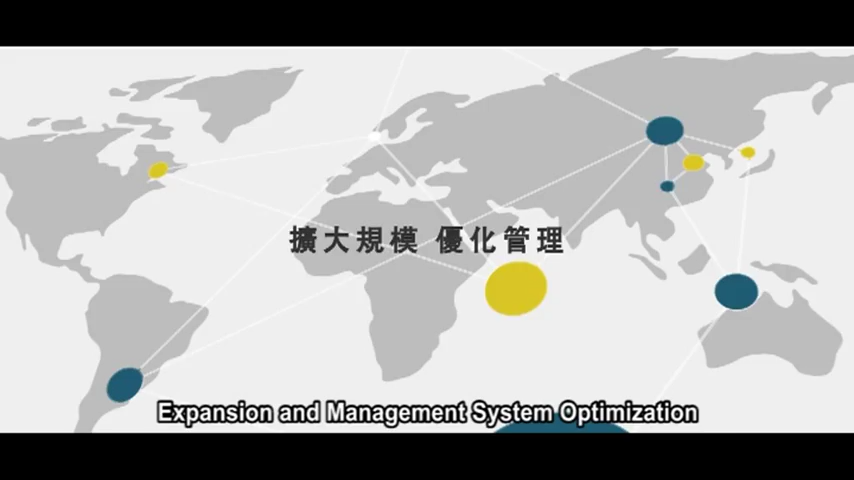 擴大規模 優化管理
Expansion and Management System Optimization